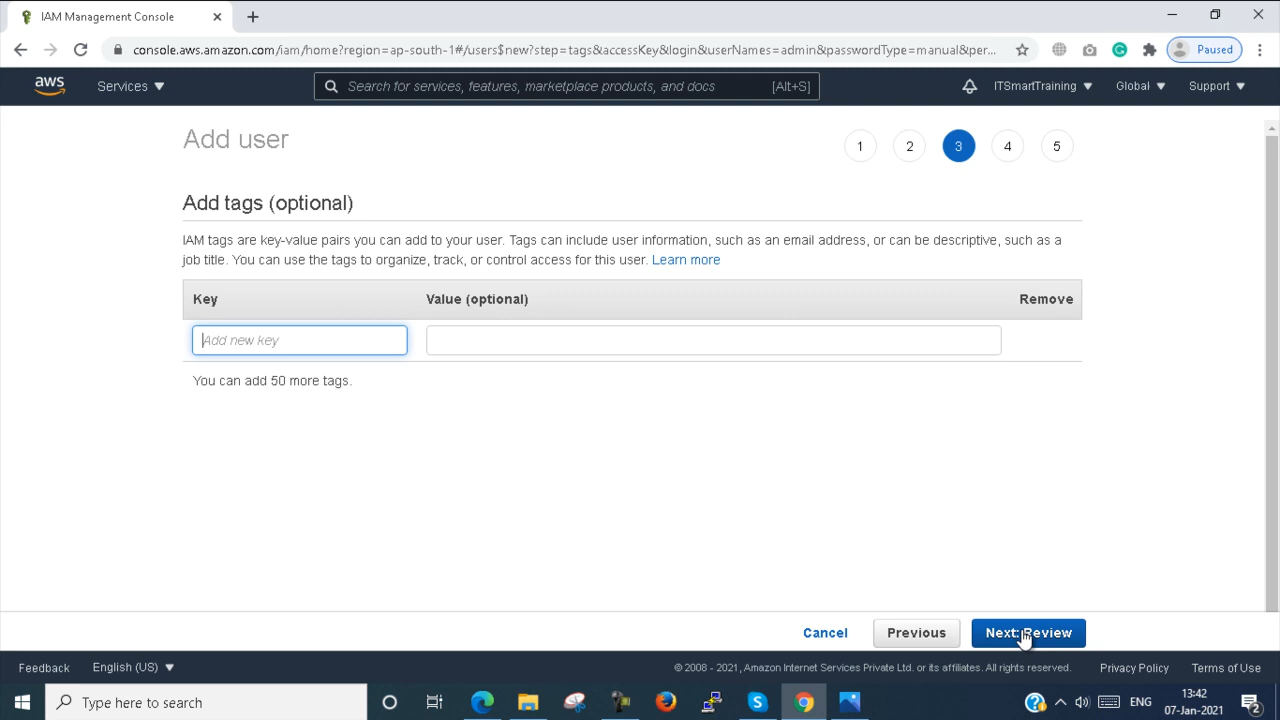 IAM Management Console
console.aws.amazon.com/iam/home?region=ap-south-1#/users$new?step=tags&accessKey&login&userNames=admin&passwordType=manual&per...
Paused
aws
Services
Search for services, features, marketplace products, and docs
[Alt+S]
ITSmartTraining
Global
Support
Add user
1
2
3
4
5
Add tags (optional)
IAM tags are key-value pairs you can add to your user. Tags can include user information, such as an email address, or can be descriptive, such as a
job title. You can use the tags to organize, track, or control access for this user. Learn more
Key
Value (optional)
Remove
Add new key
You can add 50 more tags.
Cancel
Previous
Next: Review
Feedback
English (US)
© 2008 - 2021, Amazon Internet Services Private Ltd. or its affiliates. All rights reserved.
Privacy Policy
Terms of Use
Type here to search
ENG
13:42
07-Jan-2021
2